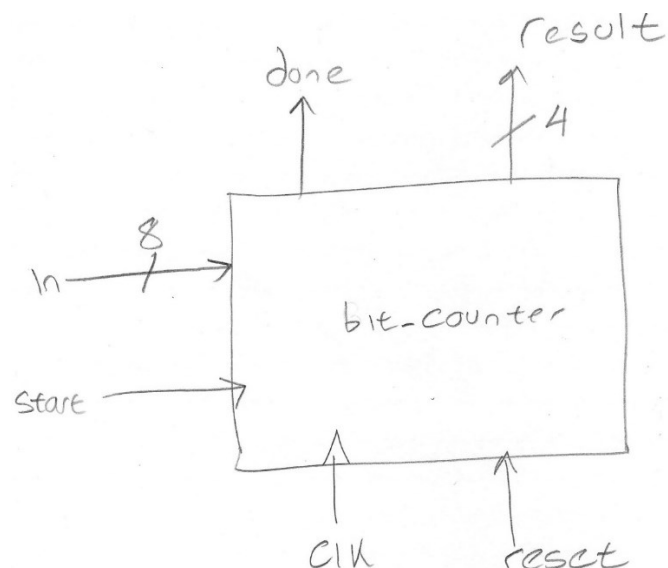 result
done
4
8
In
bit-counter
start
clk
reset